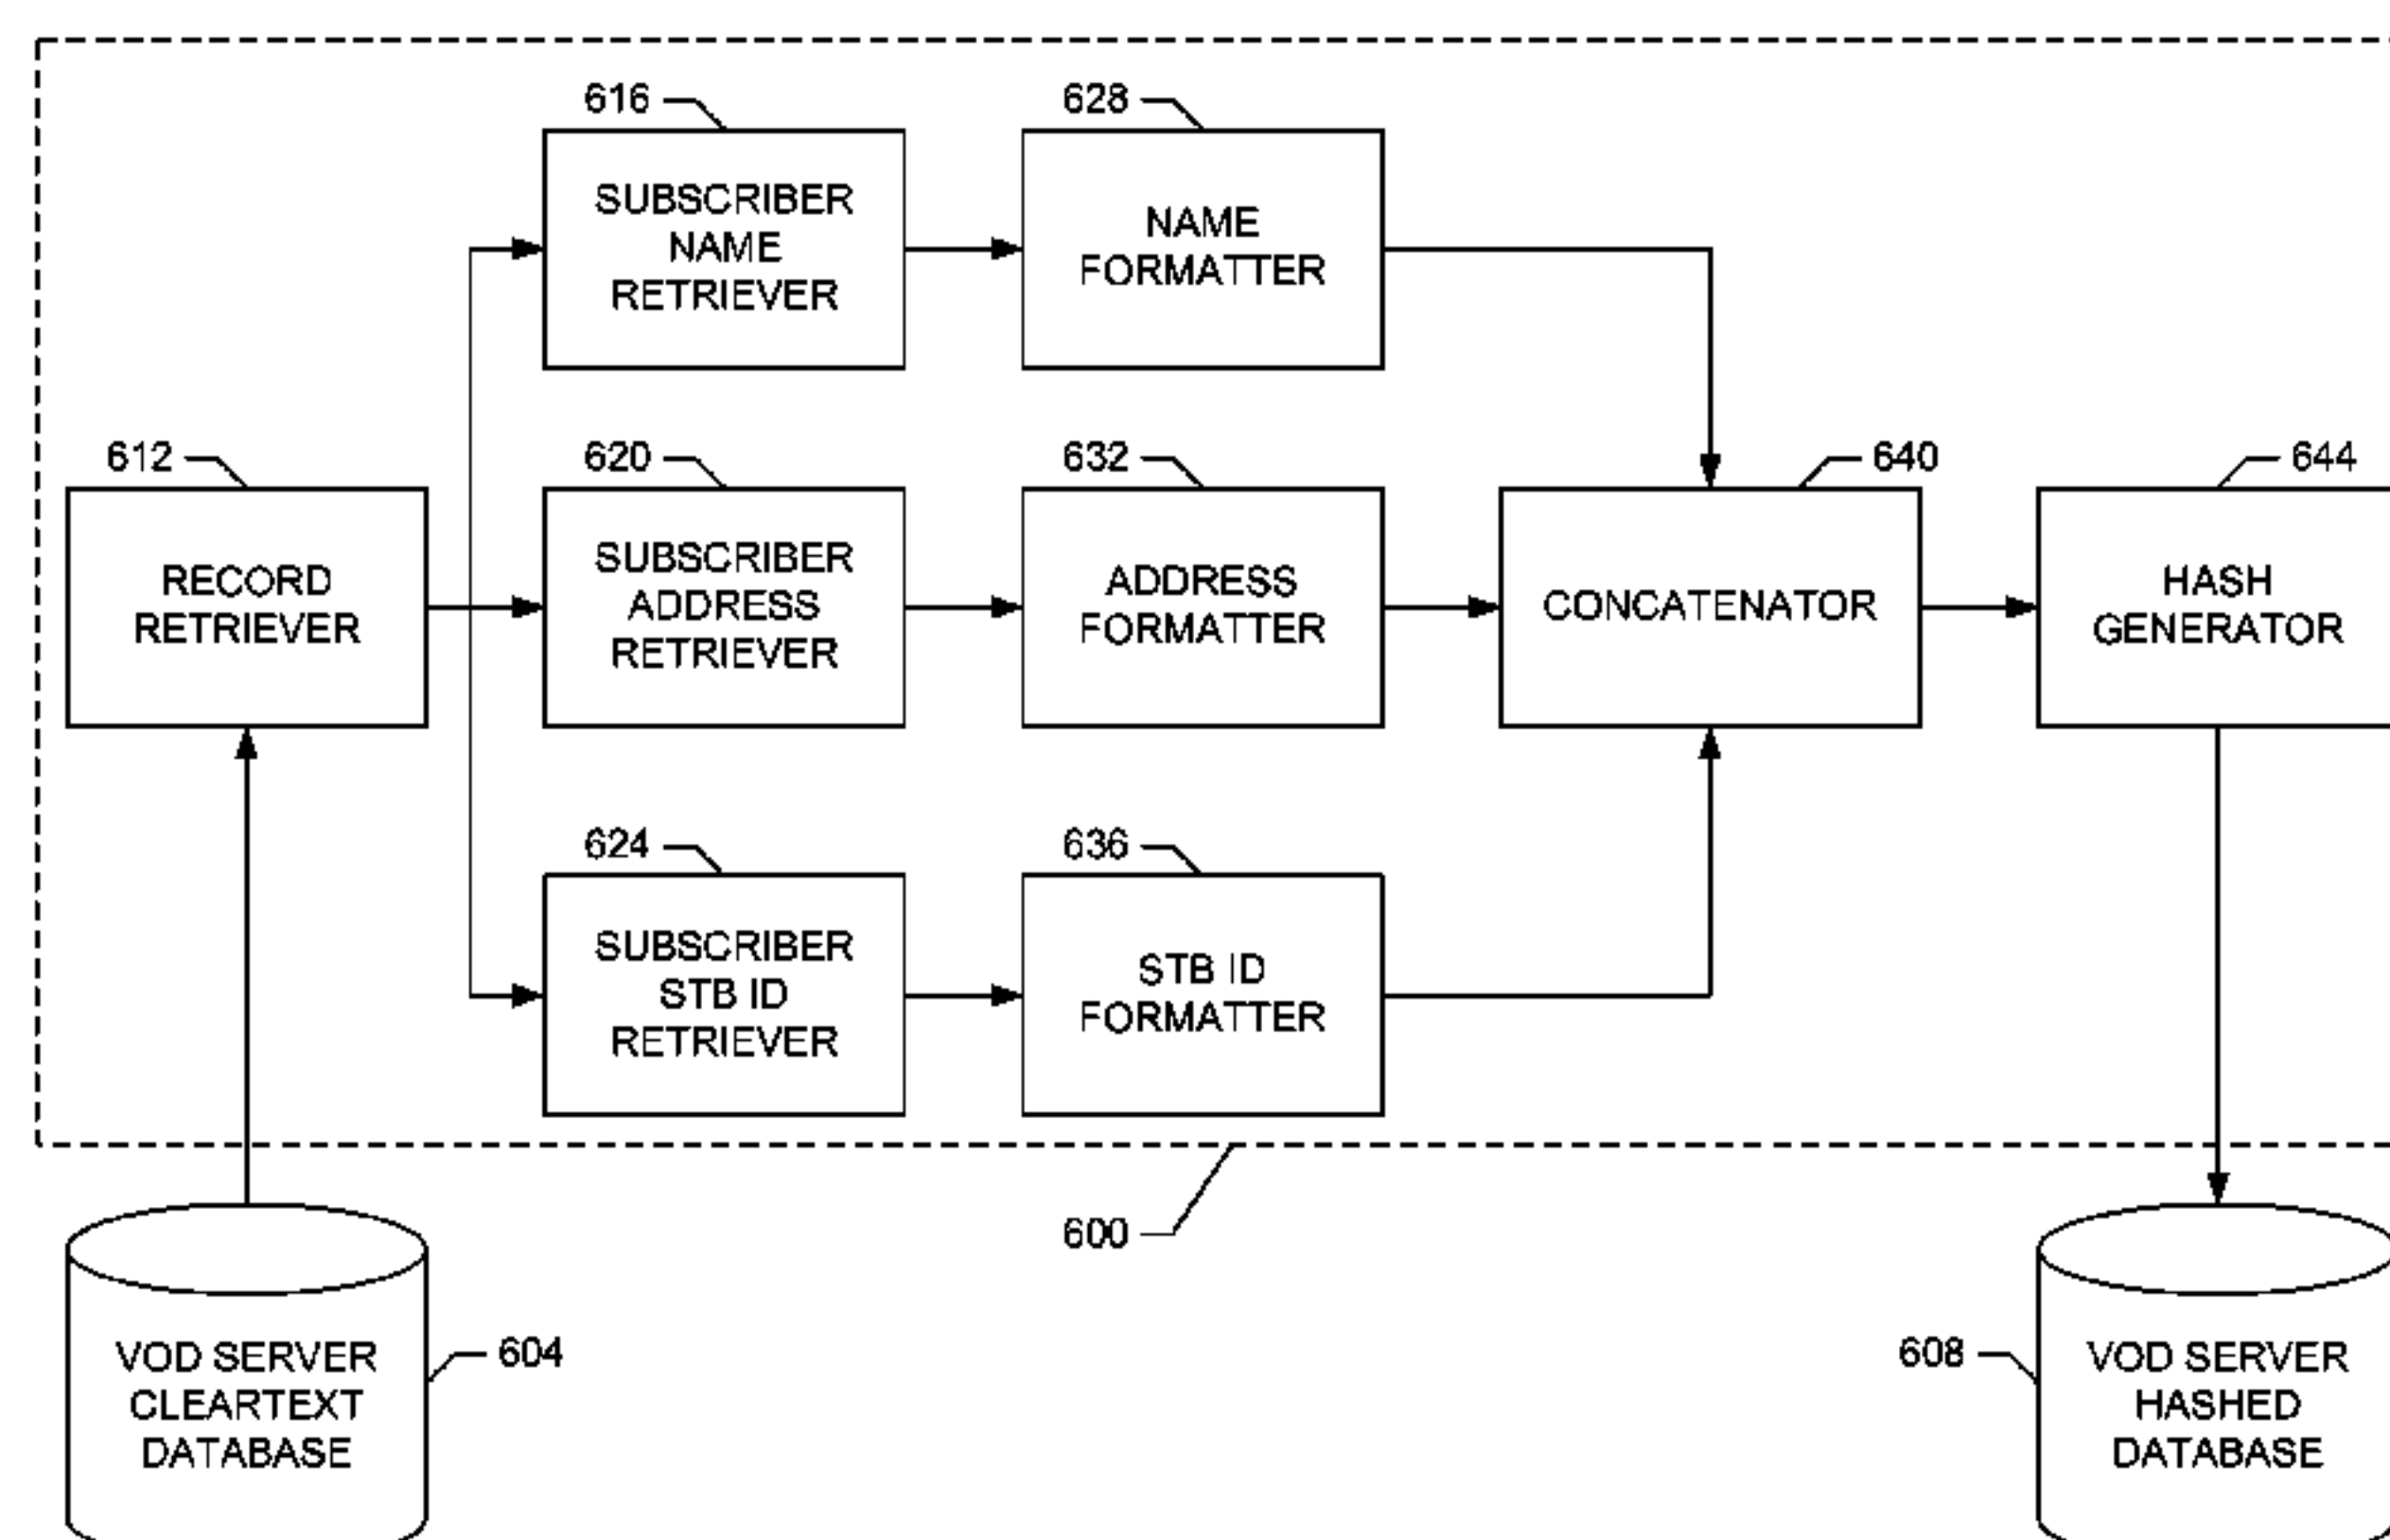 616
628
SUBSCRIBER
NAME
RETRIEVER
NAME
FORMATTER
612
620
632
640
644
RECORD
RETRIEVER
SUBSCRIBER
ADDRESS
RETRIEVER
ADDRESS
FORMATTER
CONCATENATOR
HASH
GENERATOR
624
636
SUBSCRIBER
STB ID
RETRIEVER
STB ID
FORMATTER
600
VOD SERVER
CLEARTEXT
DATABASE
604
608
VOD SERVER
HASHED
DATABASE